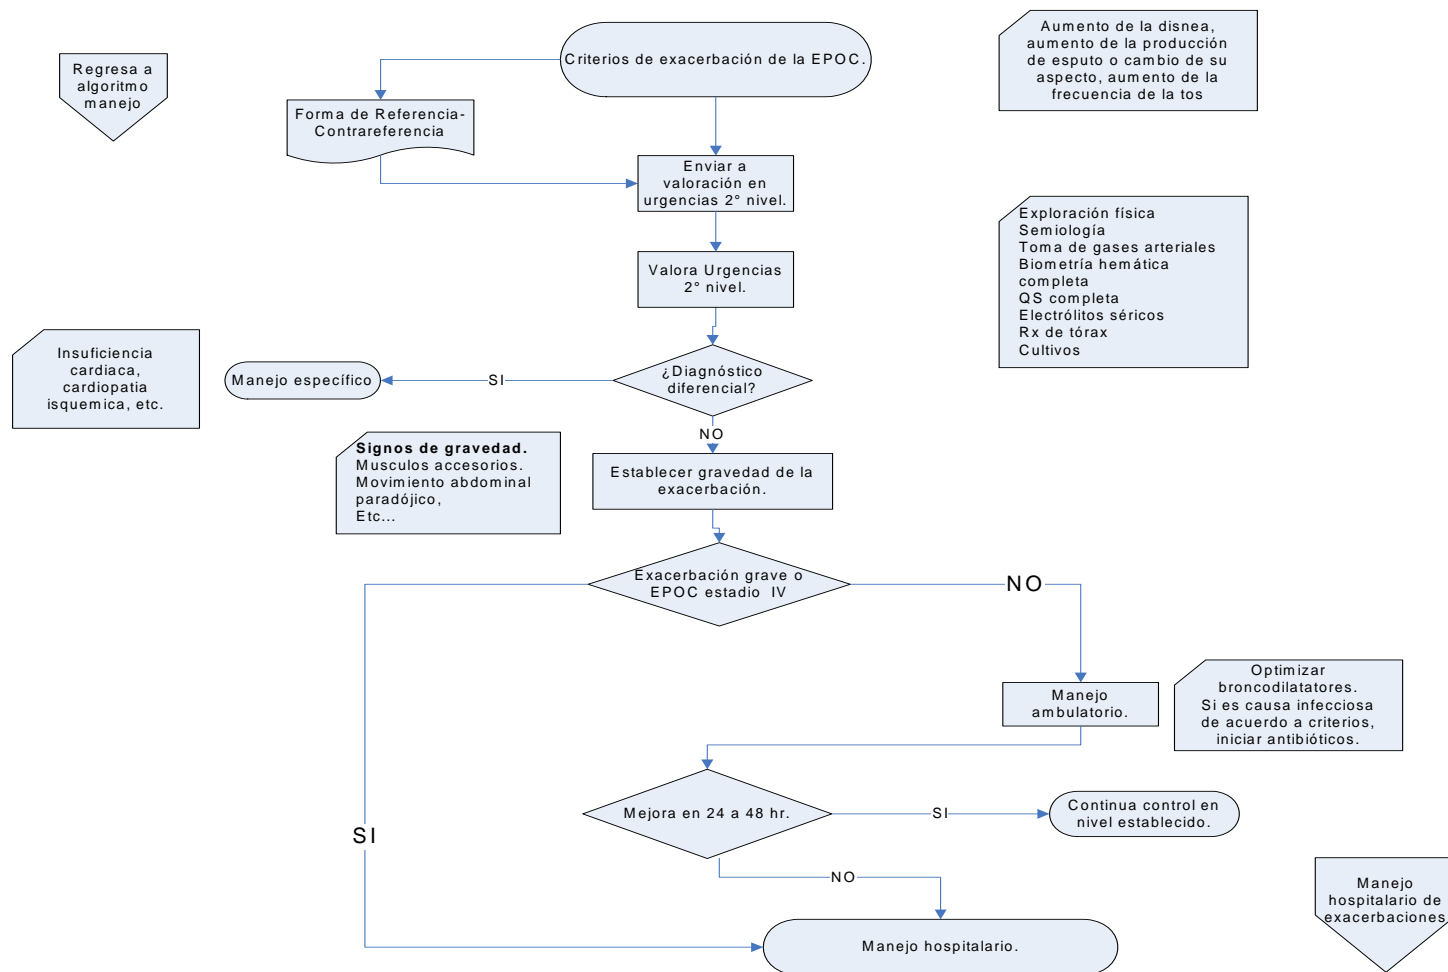 Criterios de exacerbación de la EPOC.
Aumento de la disnea,
aumento de la producción
de esputo o cambio de su
aspecto, aumento de la
frecuencia de la tos
Regresa a
algoritmo
manejo
Forma de Referencia-
Contrareferencia
Enviar a
valoración en
urgencias 2° nivel.
Exploración física
Semiología
Toma de gases arteriales
Biometría hemática
completa
QS completa
Electrólitos séricos
Rx de tórax
Cultivos
Valora Urgencias
2° nivel.
Insuficiencia
cardiaca,
cardiopatia
isquemica, etc.
Manejo específico
SI
¿Diagnóstico
diferencial?
NO
Signos de gravedad.
Musculos accesorios.
Movimiento abdominal
paradójico,
Etc...
Establecer gravedad de la
exacerbación.
Exacerbación grave o
EPOC estadio IV
NO
Manejo
ambulatorio.
Optimizar
broncodilatatores.
Si es causa infecciosa
de acuerdo a criterios,
iniciar antibióticos.
Mejora en 24 a 48 hr.
SI
Continua control en
nivel establecido.
SI
NO
Manejo
hospitalario de
exacerbaciones
Manejo hospitalario.